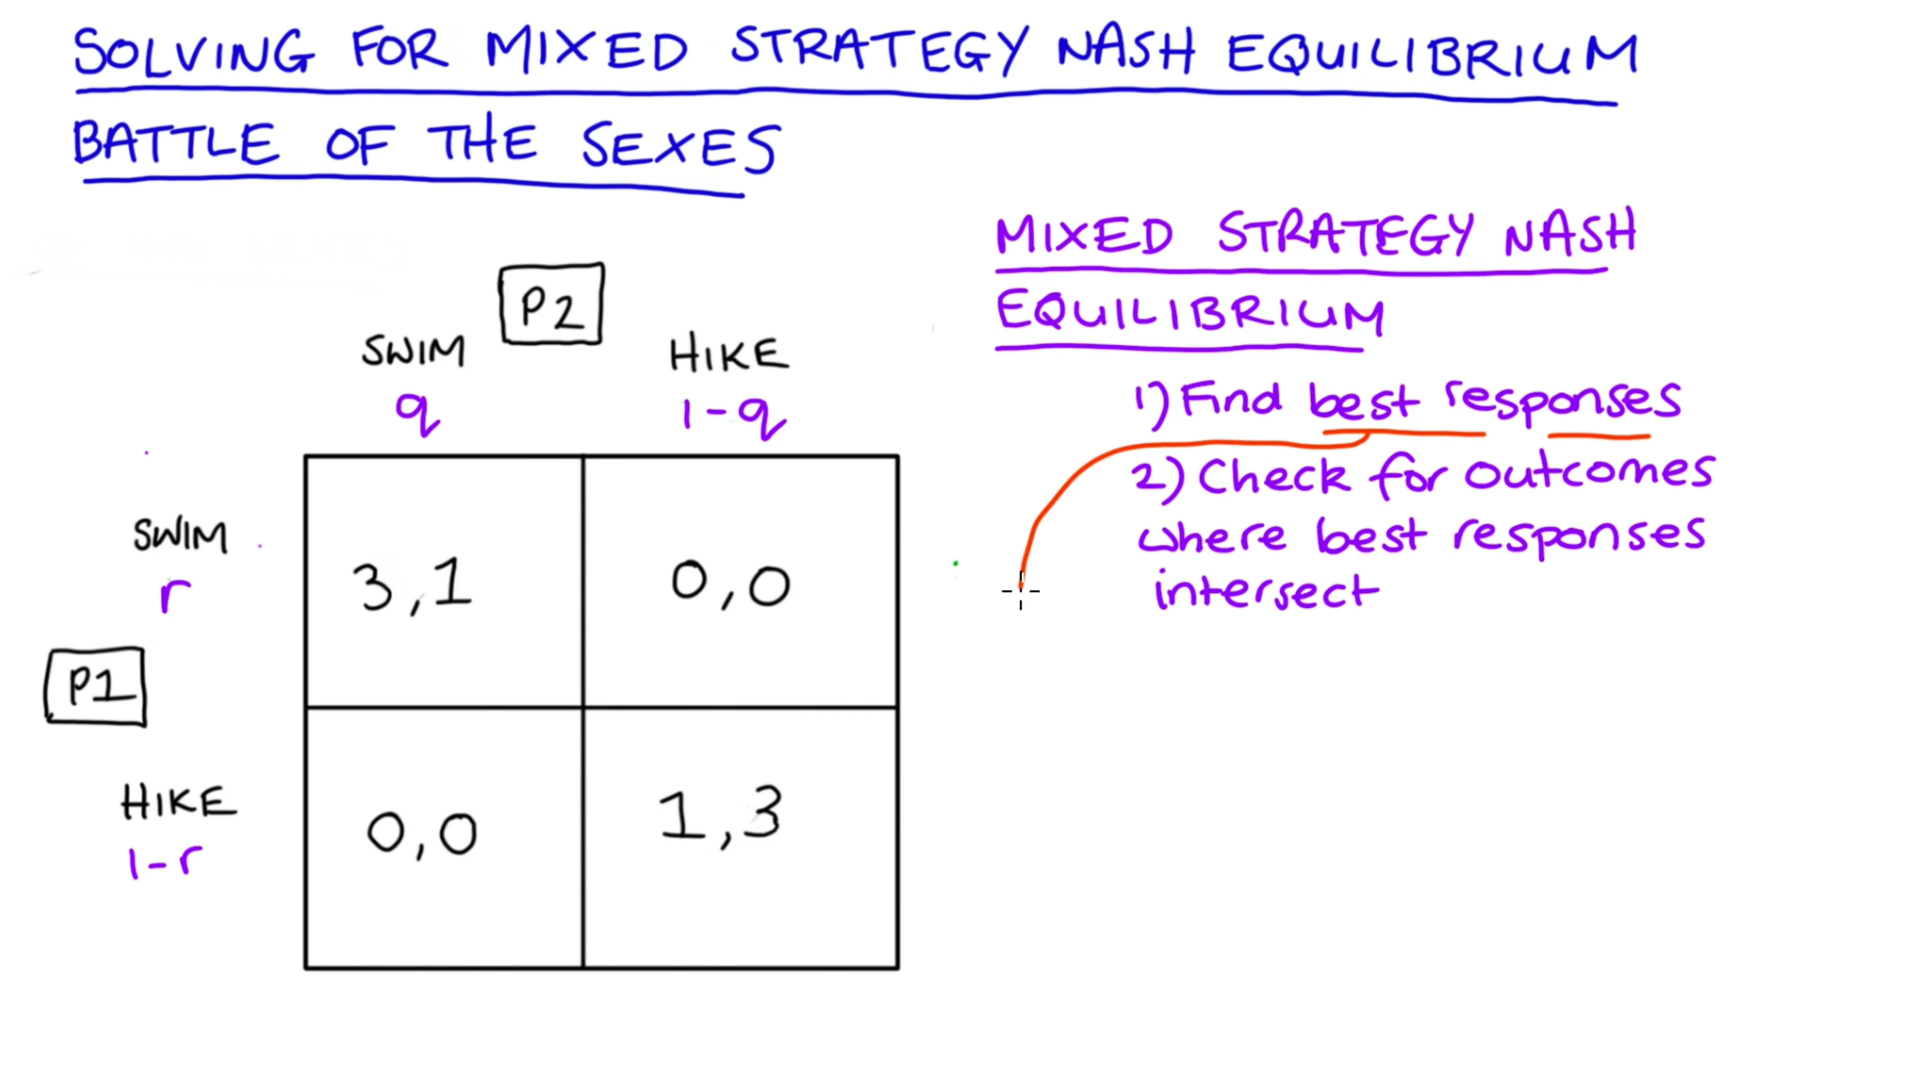 SOLVING FOR MIXED STRATEGY NASH EQUILIBRIUM
BATTLE OF THE SEXES
MIXED STRATEGY NASH
EQUILIBRIUM
1) Find best responses
2) Check for outcomes
where best responses
intersect
P2
SWIM HIKE
q 1-q
SWIM
r
3,1 0,0
P1
HIKE
1-r
0,0 1,3